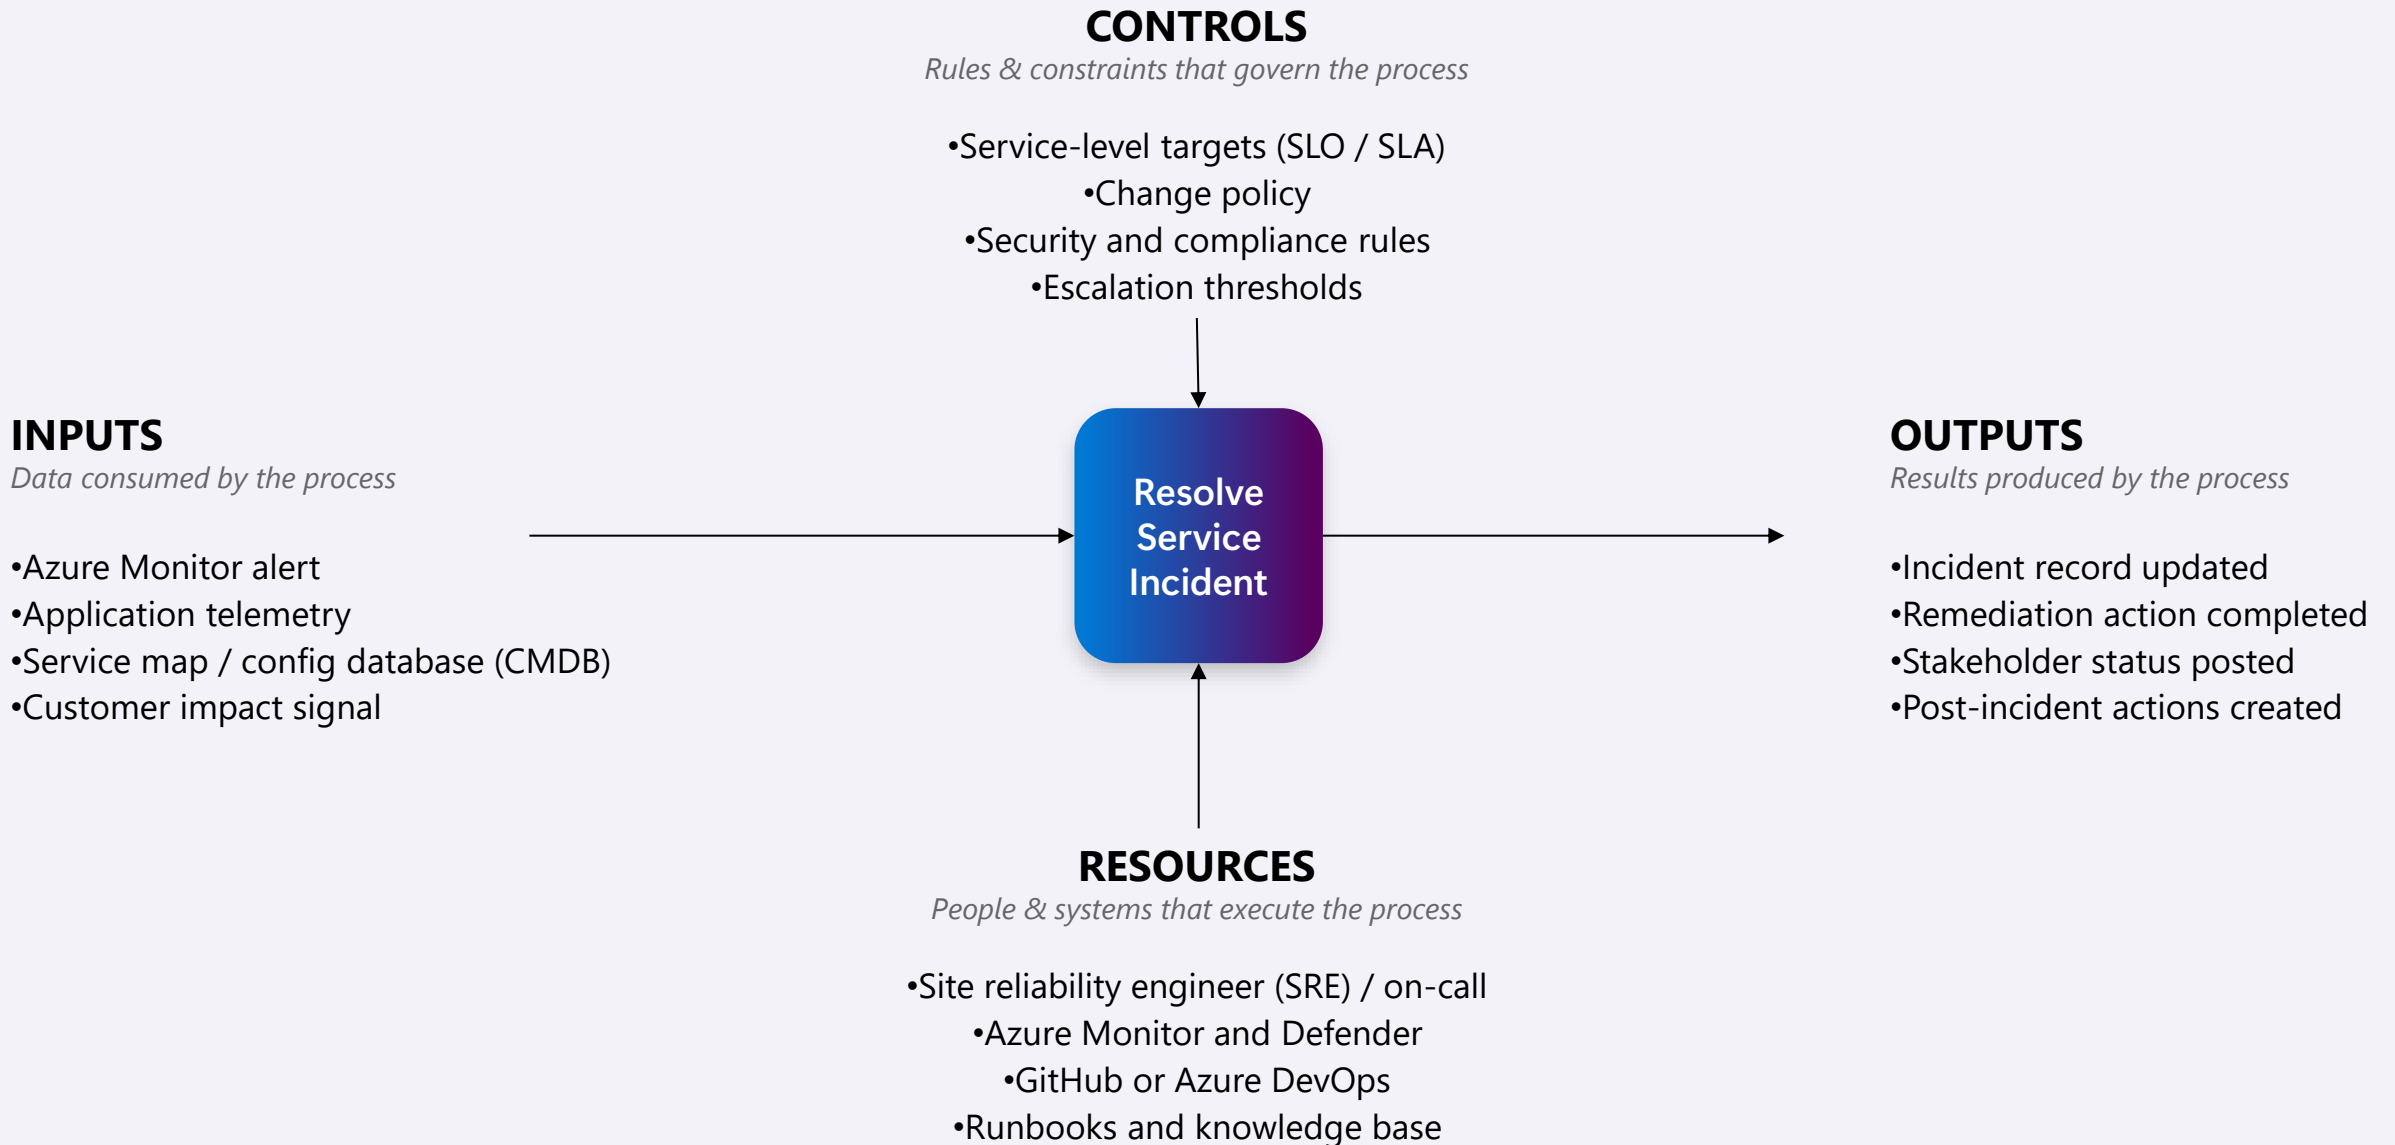 CONTROLS
Rules & constraints that govern the process
•Service-level targets (SLO / SLA)
•Change policy
•Security and compliance rules
•Escalation thresholds
INPUTS
Data consumed by the process
•Azure Monitor alert
•Application telemetry
•Service map / config database (CMDB)
•Customer impact signal
Resolve
Service
Incident
OUTPUTS
Results produced by the process
•Incident record updated
•Remediation action completed
•Stakeholder status posted
•Post-incident actions created
RESOURCES
People & systems that execute the process
•Site reliability engineer (SRE) / on-call
•Azure Monitor and Defender
•GitHub or Azure DevOps
•Runbooks and knowledge base